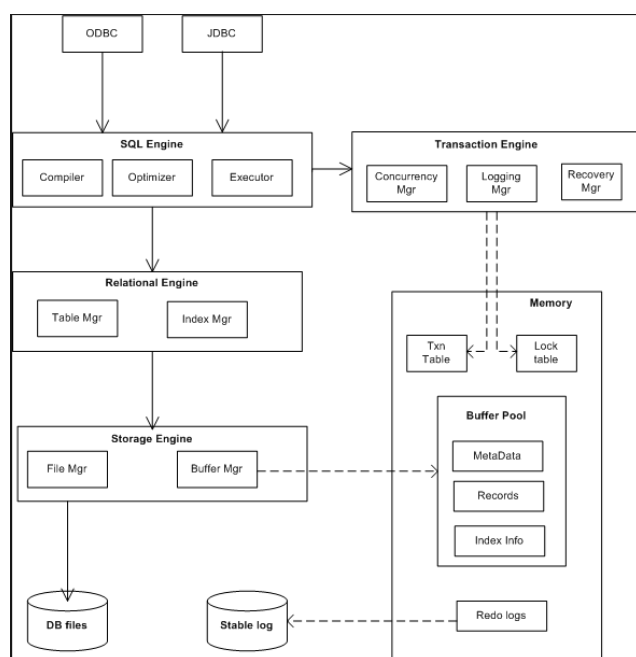 ODBC
JDBC
SQL Engine
Compiler
Optimizer
Executor
Transaction Engine
Concurrency
Mgr
Logging
Mgr
Recovery
Mgr
Relational Engine
Table Mgr
Index Mgr
Memory
Txn
Table
Lock
table
Storage Engine
File Mgr
Buffer Mgr
Buffer Pool
MetaData
Records
Index Info
DB files
Stable log
Redo logs